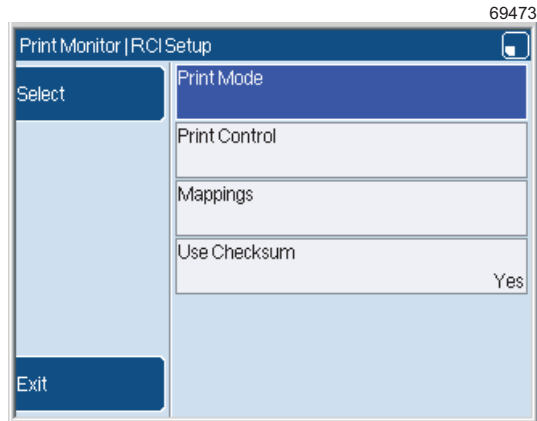 69473
Print Monitor | RCI Setup
Select
Print Mode
Print Control
Mappings
Use Checksum
Yes
Exit